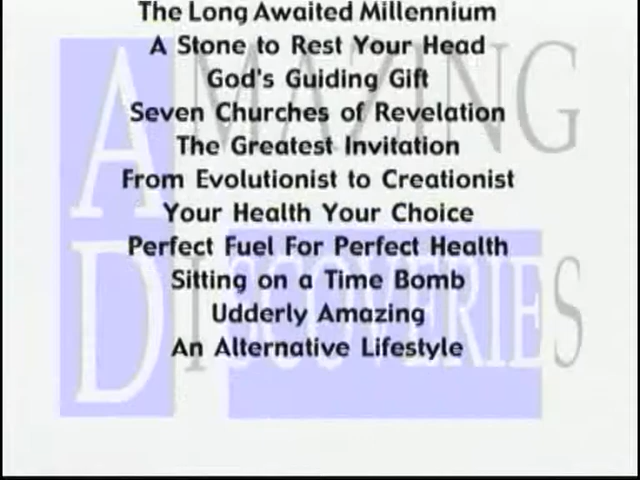 The Long Awaited Millennium
A Stone to Rest Your Head
God's Guiding Gift
Seven Churches of Revelation
The Greatest Invitation
From Evolutionist to Creationist
Your Health Your Choice
Perfect Fuel For Perfect Health
Sitting on a Time Bomb
Udderly Amazing
An Alternative Lifestyle
AMAZING
DISCOVERIES